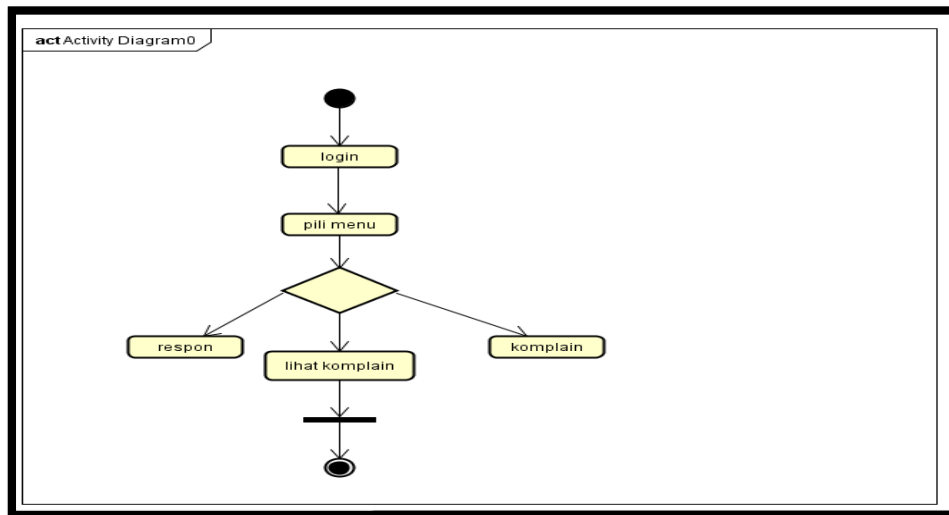 act Activity Diagram0
login
pili menu
respon
lihat komplain
komplain